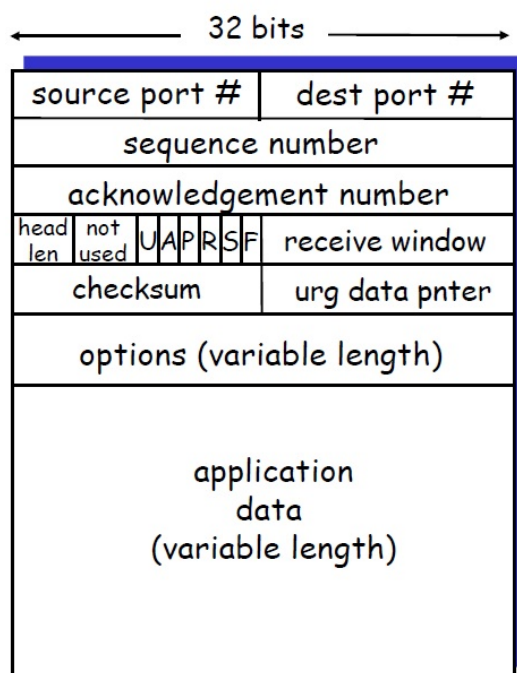 32 bits
source port # dest port #
sequence number
acknowledgement number
head len not used U A P R S F receive window
checksum urg data pnter
options (variable length)
application
data
(variable length)